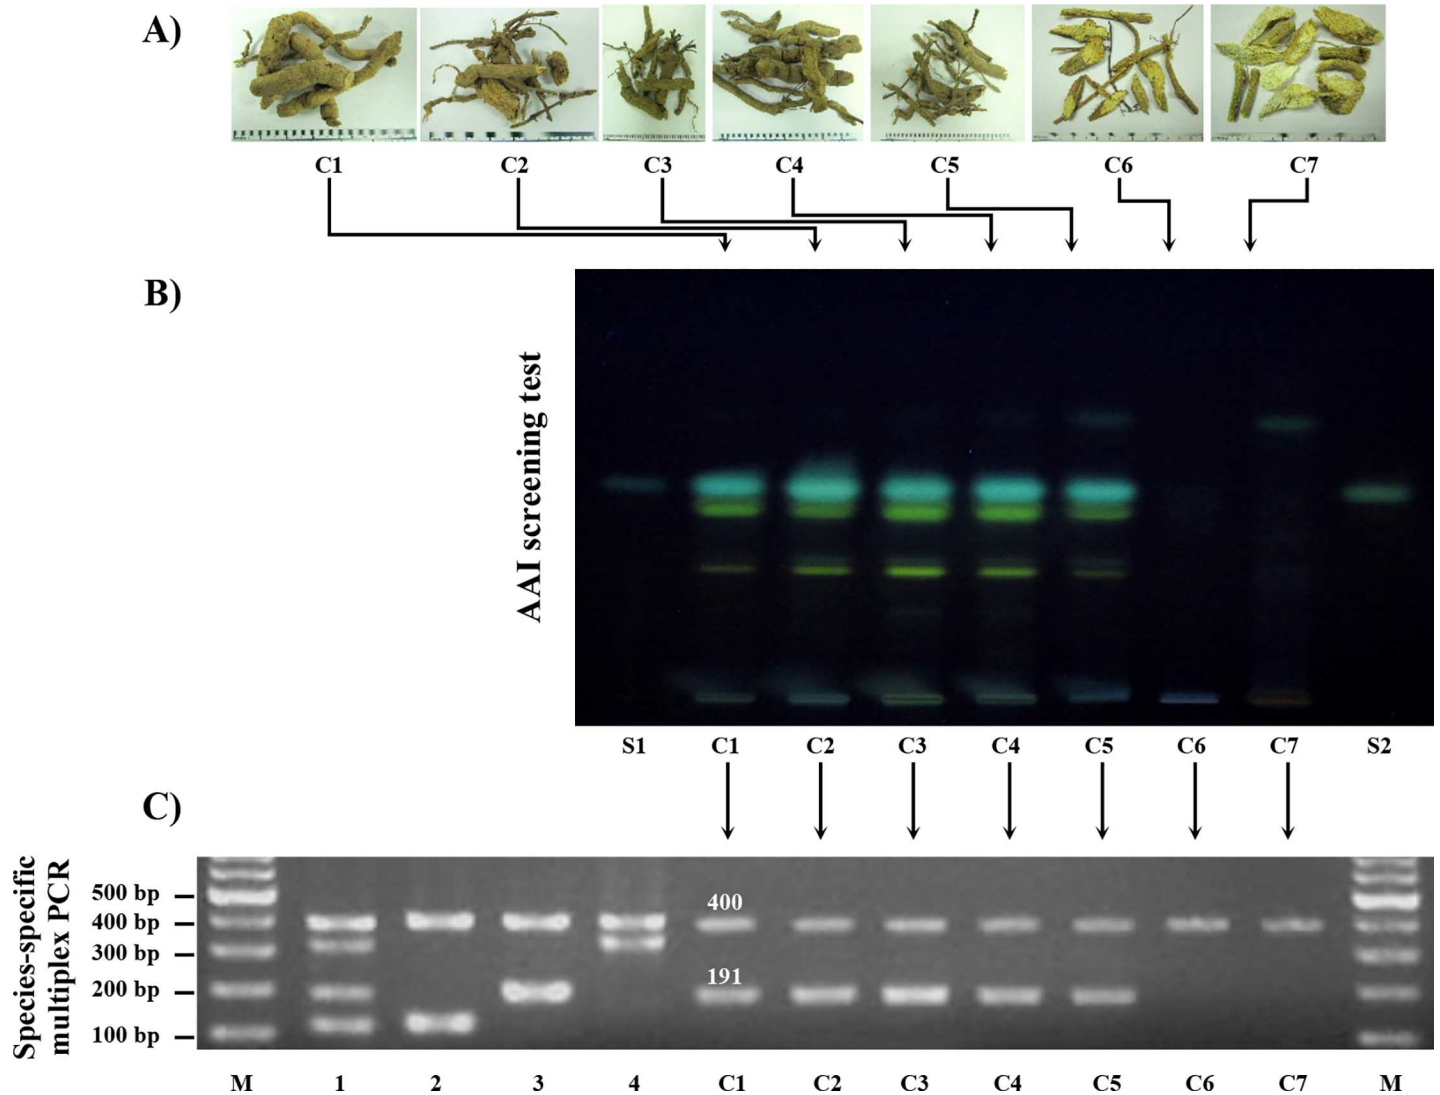 A)
C1 C2 C3 C4 C5 C6 C7
B)
AAI screening test
S1 C1 C2 C3 C4 C5 C6 C7 S2
C)
Species-specific
multiplex PCR
500 bp
400 bp
300 bp
200 bp
100 bp
400
191
M 1 2 3 4 C1 C2 C3 C4 C5 C6 C7 M